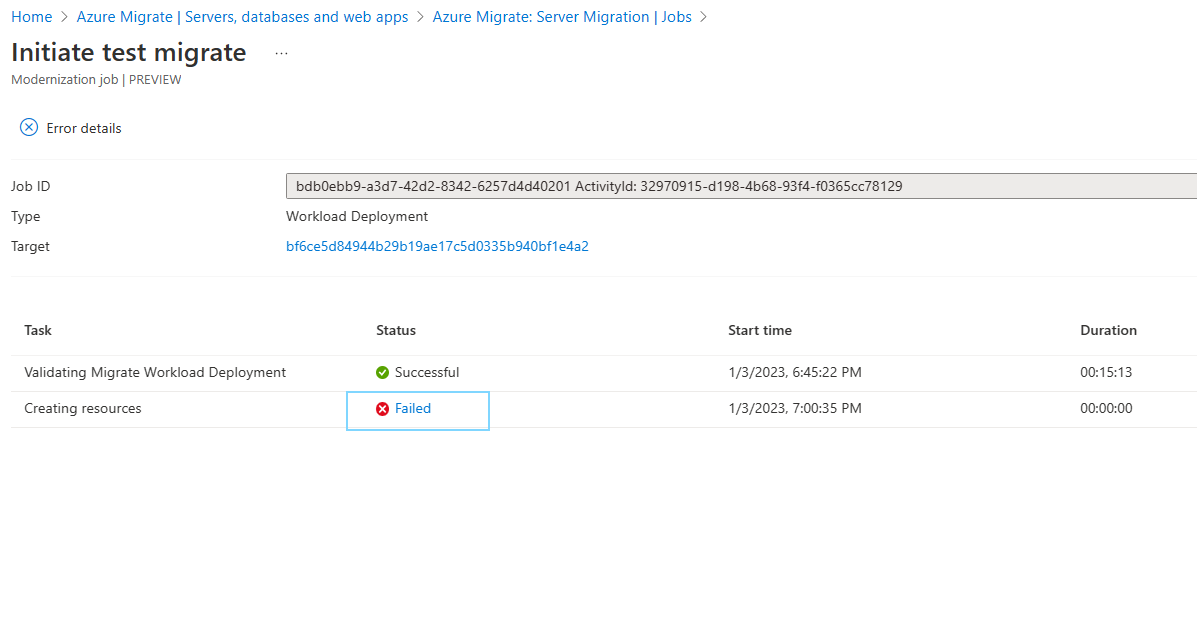 Home > Azure Migrate | Servers, databases and web apps > Azure Migrate: Server Migration | Jobs >
Initiate test migrate ...
Modernization job | PREVIEW
Error details
Job ID bdb0ebb9-a3d7-42d2-8342-6257d4d40201 ActivityId: 32970915-d198-4b68-93f4-f0365cc78129
Type Workload Deployment
Target bf6ce5d84944b29b19ae17c5d0335b940bf1e4a2
Task Status Start time Duration
Validating Migrate Workload Deployment Successful 1/3/2023, 6:45:22 PM 00:15:13
Creating resources Failed 1/3/2023, 7:00:35 PM 00:00:00